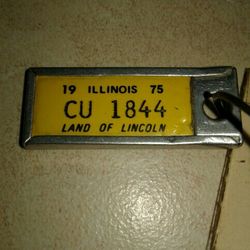 19 ILLINOIS 75
CU 1844
LAND OF LINCOLN